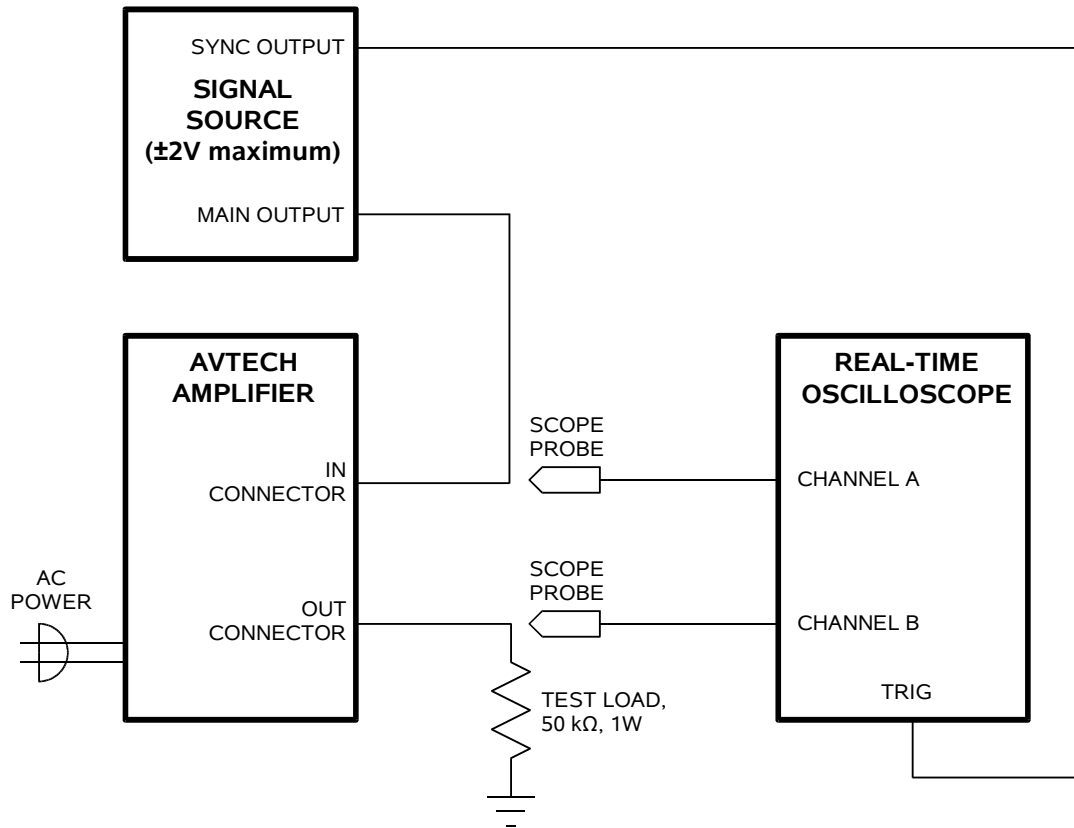 SYNC OUTPUT
SIGNAL
SOURCE
(±2V maximum)
MAIN OUTPUT
AVTECH
AMPLIFIER
IN
CONNECTOR
OUT
CONNECTOR
AC
POWER
SCOPE
PROBE
SCOPE
PROBE
TEST LOAD,
50 kΩ, 1W
REAL-TIME
OSCILLOSCOPE
CHANNEL A
CHANNEL B
TRIG